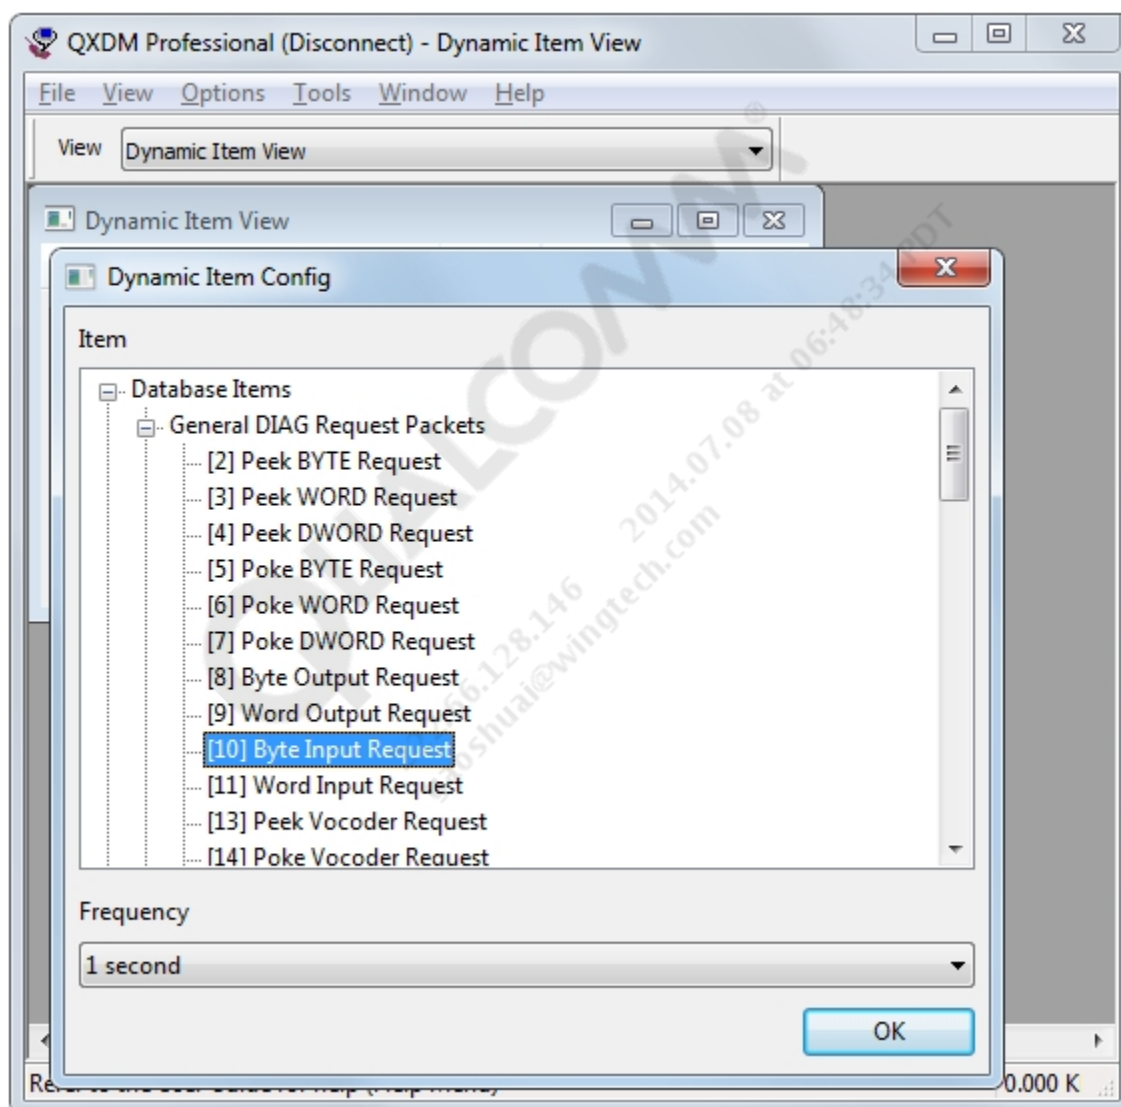 QXDM Professional (Disconnect) - Dynamic Item View
File View Options Tools Window Help
View Dynamic Item View
Dynamic Item View
Dynamic Item Config
Item
Database Items
General DIAG Request Packets
[2] Peek BYTE Request
[3] Peek WORD Request
[4] Peek DWORD Request
[5] Poke BYTE Request
[6] Poke WORD Request
[7] Poke DWORD Request
[8] Byte Output Request
[9] Word Output Request
[10] Byte Input Request
[11] Word Input Request
[13] Peek Vocoder Request
[14] Poke Vocoder Request
Frequency
1 second
OK
0.000 K
QUALCOMM®
2014.07.08 at 06:48:34 PDT